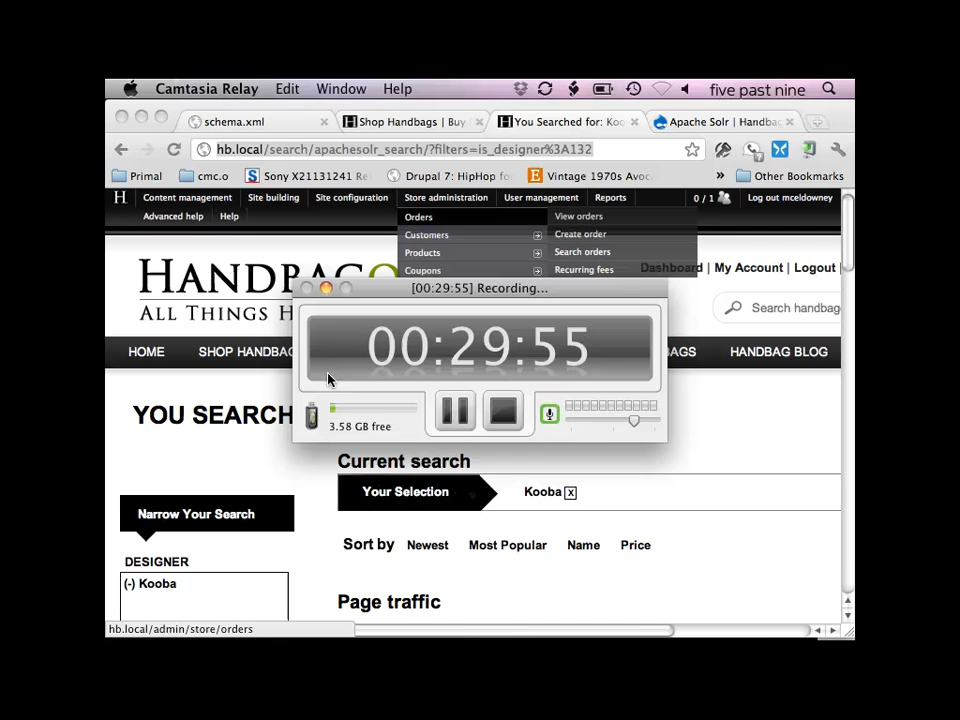 Camtasia Relay Edit Window Help five past nine
schema.xml Shop Handbags | Buy You Searched for: Koo Apache Solr | Handba
hb.local/search/apachesolr_search/?filters=is_designer%3A132
Primal cmc.o Sony X21131241 Re Drupal 7: HipHop for Vintage 1970s Avoc » Other Bookmarks
H Content management Site building Site configuration Store administration User management Reports 0 / 1 Log out mceldowney
Advanced help Help Orders View orders
Customers Create order
Products Search orders
Coupons Recurring fees
Dashboard | My Account | Logout
HANDBAGO
ALL THINGS H
Search handbag
[00:29:55] Recording...
00:29:55
HOME SHOP HANDBA BAGS HANDBAG BLOG
3.58 GB free
YOU SEARCH
Current search
Your Selection Kooba x
Narrow Your Search
Sort by Newest Most Popular Name Price
DESIGNER
(-) Kooba
Page traffic
hb.local/admin/store/orders